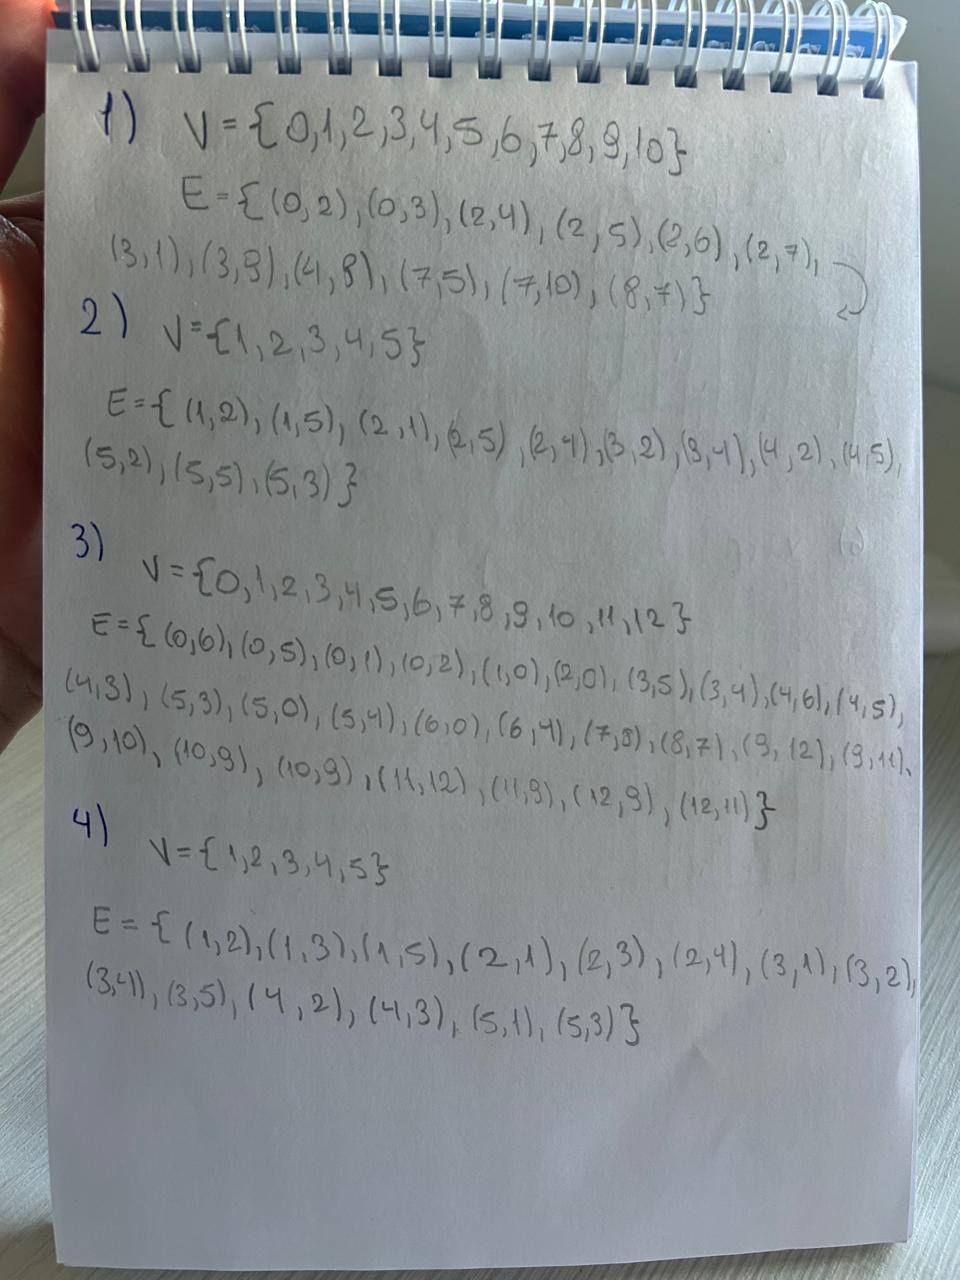 1) V={0,1,2,3,4,5,6,7,8,9,10}
E={(0,2),(0,3),(2,4),(2,5),(2,6),(2,7),
(3,1),(3,9),(4,8),(7,5),(7,10),(8,7)}
2) V={1,2,3,4,5}
E={(1,2),(1,5),(2,1),(2,5),(2,4),(3,2),(3,4),(4,2),(4,5),
(5,2),(5,5),(5,3)}
3) V={0,1,2,3,4,5,6,7,8,9,10,11,12}
E={(0,6),(0,5),(0,1),(0,2),(1,0),(2,0),(3,5),(3,4),(4,6),(4,5),
(4,3),(5,3),(5,0),(5,4),(6,0),(6,4),(7,8),(8,7),(9,12),(9,11),
(9,10),(10,9),(10,9),(11,12),(11,9),(12,9),(12,11)}
4) V={1,2,3,4,5}
E={(1,2),(1,3),(1,5),(2,1),(2,3),(2,4),(3,1),(3,2),
(3,4),(3,5),(4,2),(4,3),(5,1),(5,3)}